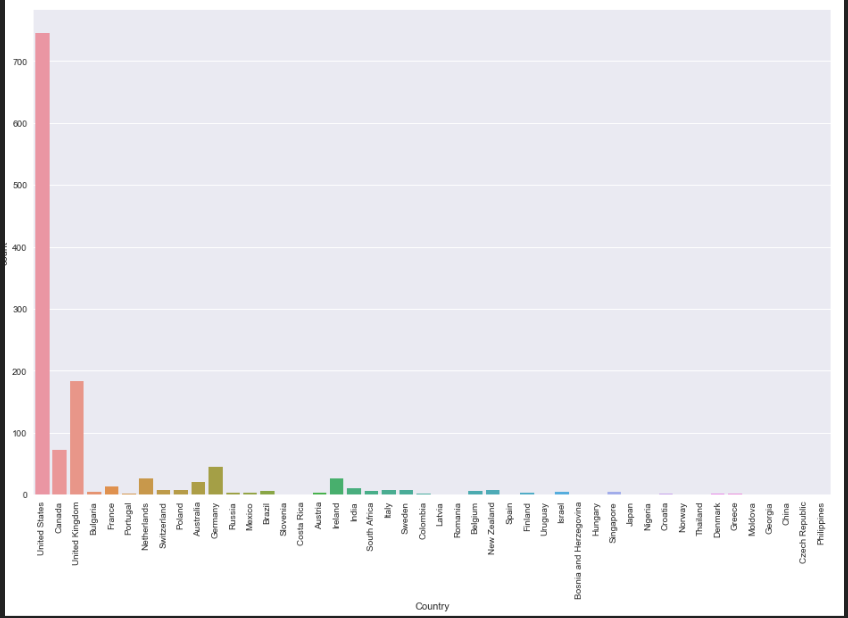 700
600
500
400
300
200
100
0
United States
Canada
United Kingdom
Bulgaria
France
Portugal
Netherlands
Switzerland
Poland
Australia
Germany
Russia
Mexico
Brazil
Slovenia
Costa Rica
Austria
Ireland
India
South Africa
Italy
Sweden
Colombia
Latvia
Romania
Belgium
New Zealand
Spain
Finland
Uruguay
Israel
Bosnia and Herzegovina
Hungary
Singapore
Japan
Nigeria
Croatia
Norway
Thailand
Denmark
Greece
Moldova
Georgia
China
Czech Republic
Philippines
Country